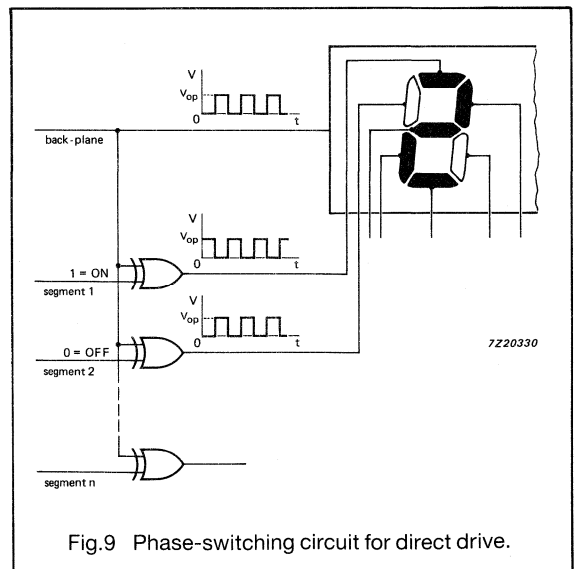 V
Vop
0
t
back-plane
V
Vop
0
t
1 = ON
segment 1
V
Vop
0
t
0 = OFF
segment 2
7Z20330
segment n
Fig.9 Phase-switching circuit for direct drive.